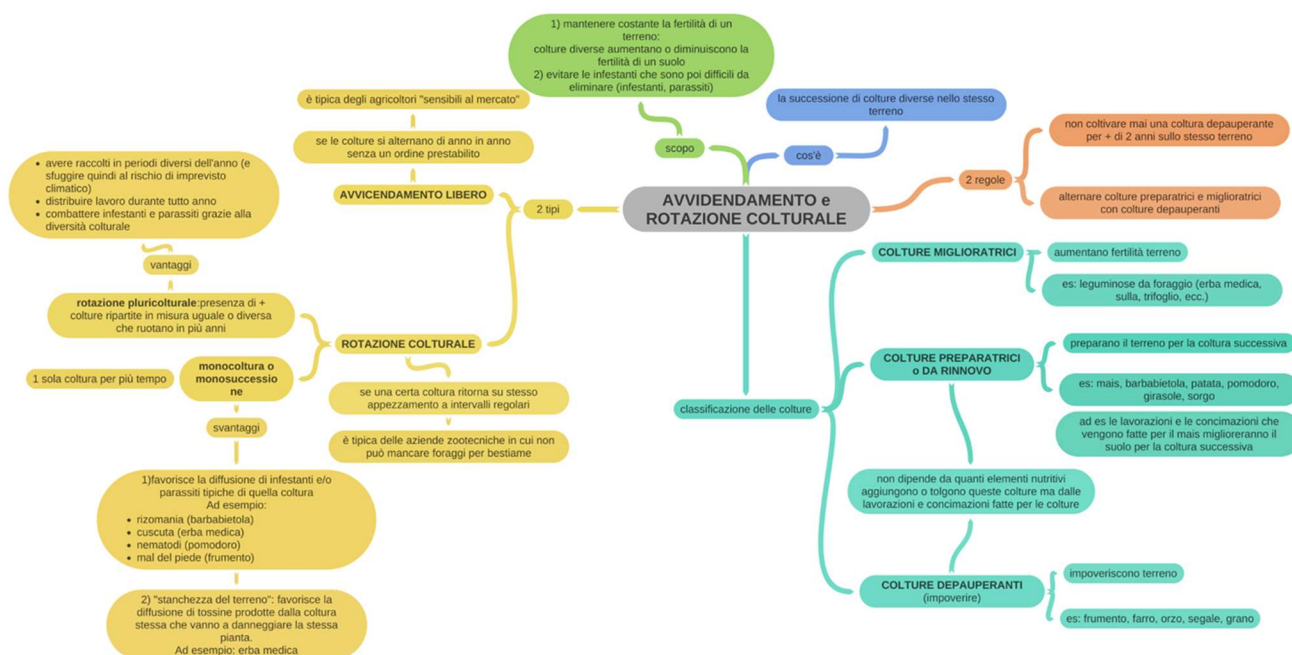 1) mantenere costante la fertilità di un
terreno:
colture diverse aumentano o diminuiscono la
fertilità di un suolo
2) evitare le infestanti che sono poi difficili da
eliminare (infestanti, parassiti)
scopo
la successione di colture diverse nello stesso
terreno
cos'è
non coltivare mai una coltura depauperante
per + di 2 anni sullo stesso terreno
2 regole
alternare colture preparatrici e miglioratrici
con colture depauperanti
AVVIDENDAMENTO e
ROTAZIONE COLTURALE
2 tipi
è tipica degli agricoltori "sensibili al mercato"
se le colture si alternano di anno in anno
senza un ordine prestabilito
AVVICENDAMENTO LIBERO
• avere raccolti in periodi diversi dell'anno (e
sfuggire quindi al rischio di imprevisto
climatico)
• distribuire lavoro durante tutto anno
• combattere infestanti e parassiti grazie alla
diversità colturale
vantaggi
rotazione pluricolturale:presenza di +
colture ripartite in misura uguale o diversa
che ruotano in più anni
ROTAZIONE COLTURALE
1 sola coltura per più tempo
monocoltura o
monosuccessio
ne
se una certa coltura ritorna su stesso
appezzamento a intervalli regolari
è tipica delle aziende zootecniche in cui non
può mancare foraggi per bestiame
svantaggi
1)favorisce la diffusione di infestanti e/o
parassiti tipiche di quella coltura
Ad esempio:
• rizomania (barbabietola)
• cuscuta (erba medica)
• nematodi (pomodoro)
• mal del piede (frumento)
2) "stanchezza del terreno": favorisce la
diffusione di tossine prodotte dalla coltura
stessa che vanno a danneggiare la stessa
pianta.
Ad esempio: erba medica
classificazione delle colture
COLTURE MIGLIORATRICI
aumentano fertilità terreno
es: leguminose da foraggio (erba medica,
sulla, trifoglio, ecc.)
COLTURE PREPARATRICI
o DA RINNOVO
preparano il terreno per la coltura successiva
es: mais, barbabietola, patata, pomodoro,
girasole, sorgo
ad es le lavorazioni e le concimazioni che
vengono fatte per il mais miglioreranno il
suolo per la coltura successiva
non dipende da quanti elementi nutritivi
aggiungono o tolgono queste colture ma dalle
lavorazioni e concimazioni fatte per le colture
COLTURE DEPAUPERANTI
(impoverire)
impoveriscono terreno
es: frumento, farro, orzo, segale, grano